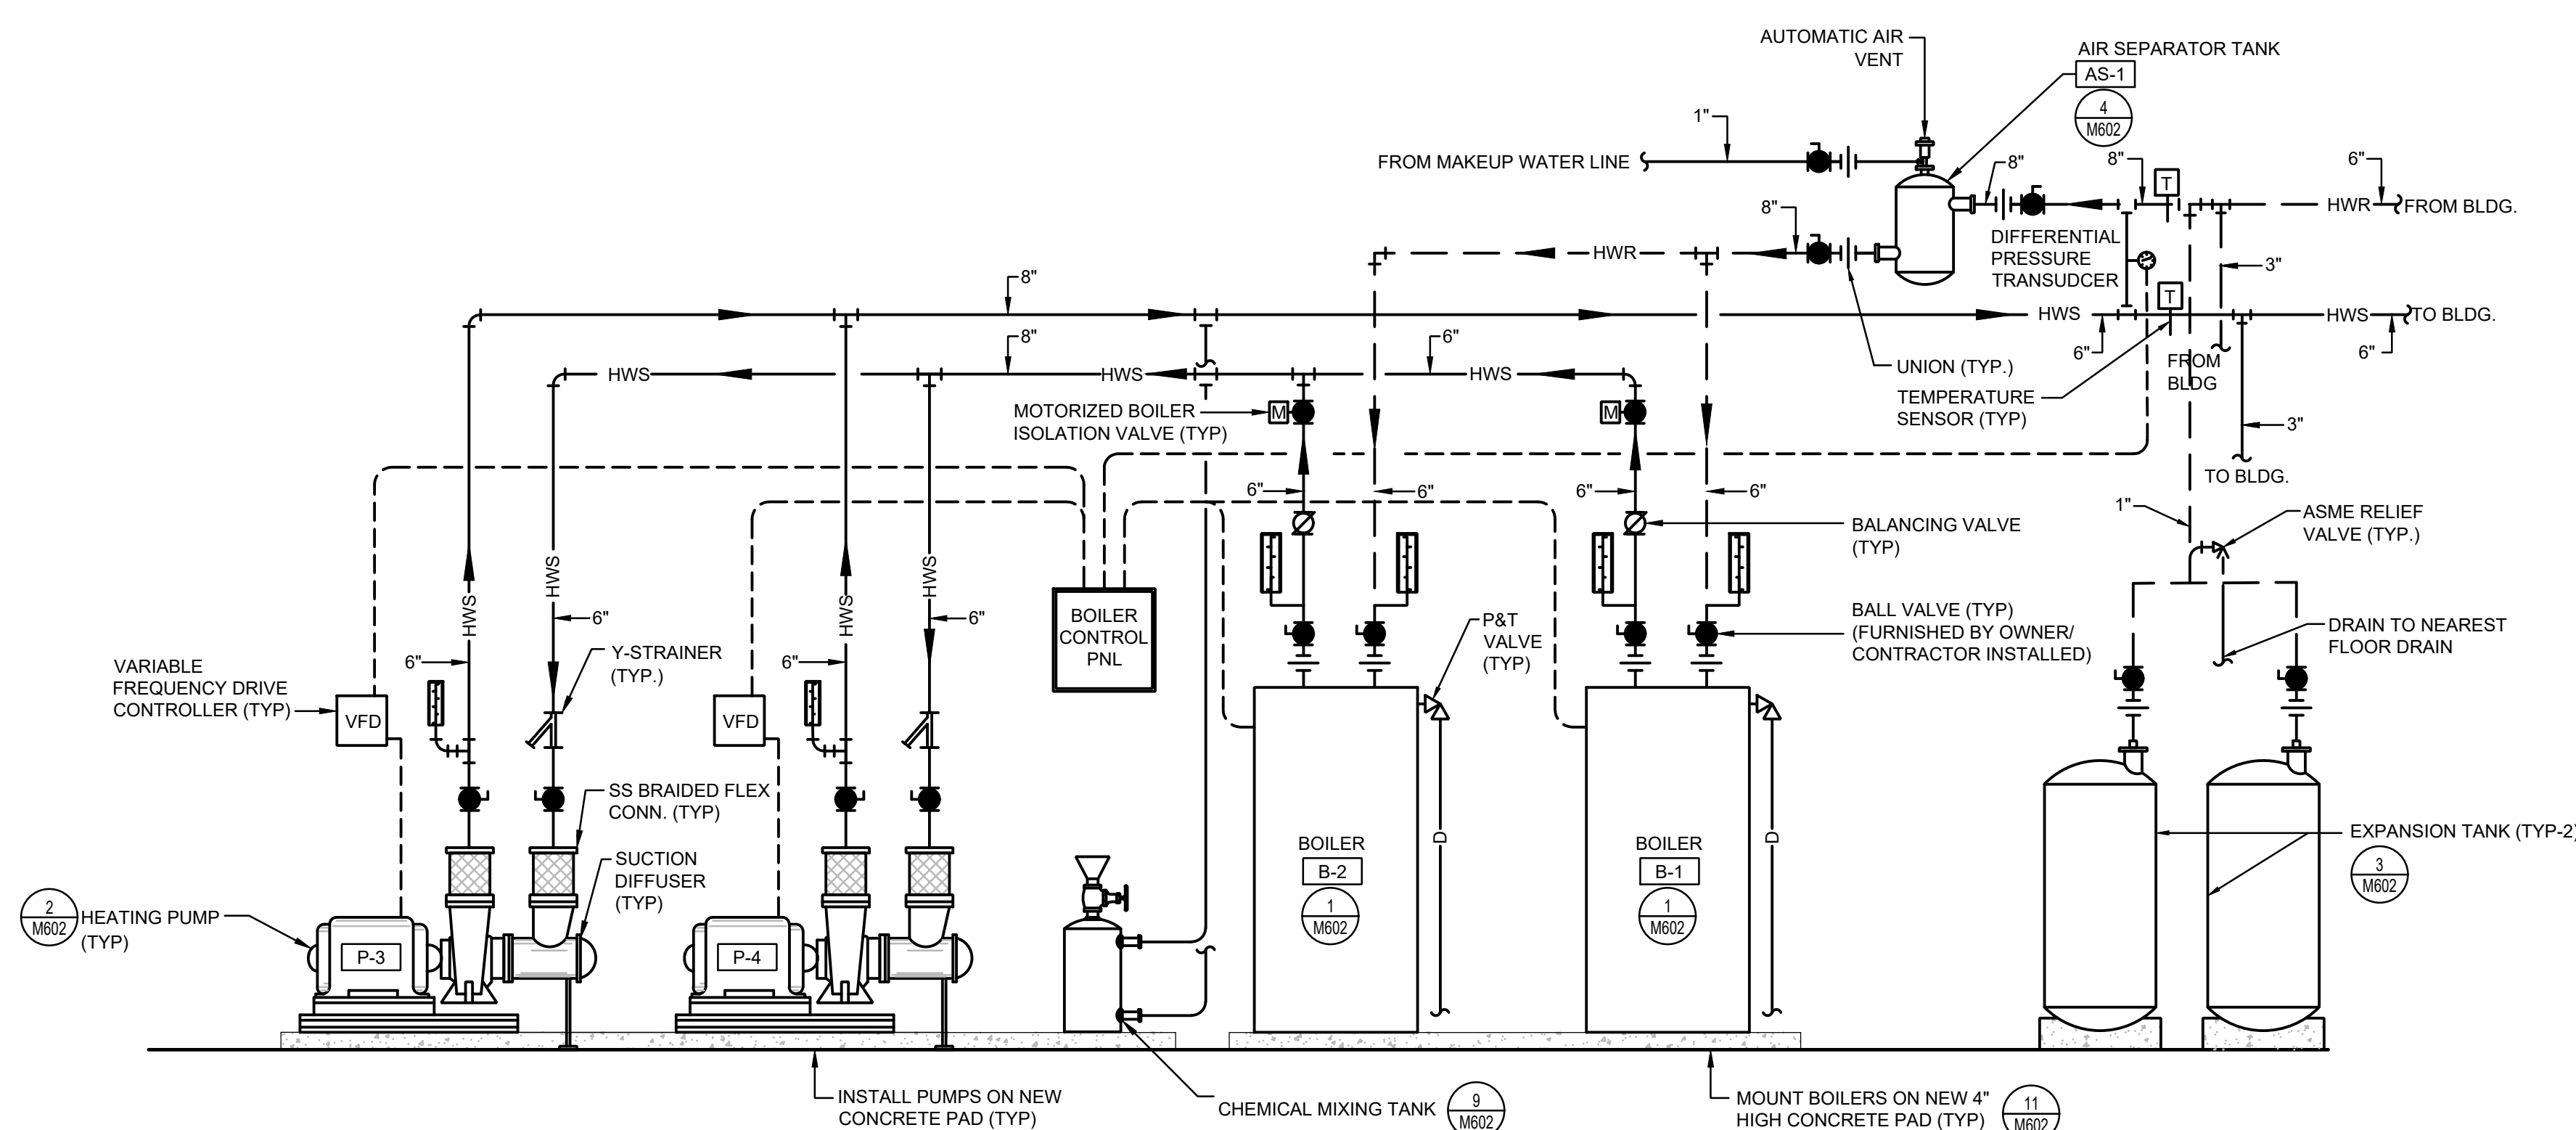 AUTOMATIC AIR
VENT
AIR SEPARATOR TANK
AS-1
4
M602
1"
FROM MAKEUP WATER LINE
8"
8"
T
6"
HWR
FROM BLDG.
8"
HWR
DIFFERENTIAL
PRESSURE
TRANSUDCER
3"
T
8"
HWS
HWS
TO BLDG.
6"
6"
8"
6"
HWS
HWS
HWS
UNION (TYP.)
FROM
BLDG
TEMPERATURE
SENSOR (TYP)
3"
TO BLDG.
MOTORIZED BOILER
ISOLATION VALVE (TYP)
M
M
6"
6"
6"
6"
1"
ASME RELIEF
VALVE (TYP.)
BALANCING VALVE
(TYP)
HWS
HWS
HWS
HWS
6"
6"
6"
6"
BOILER
CONTROL
PNL
P&T
VALVE
(TYP)
BALL VALVE (TYP)
(FURNISHED BY OWNER/
CONTRACTOR INSTALLED)
DRAIN TO NEAREST
FLOOR DRAIN
VARIABLE
FREQUENCY DRIVE
CONTROLLER (TYP)
VFD
Y-STRAINER
(TYP.)
VFD
SS BRAIDED FLEX
CONN. (TYP)
SUCTION
DIFFUSER
(TYP)
BOILER
B-2
1
M602
D
BOILER
B-1
1
M602
D
EXPANSION TANK (TYP-2)
3
M602
2
M602
HEATING PUMP
(TYP)
P-3
P-4
INSTALL PUMPS ON NEW
CONCRETE PAD (TYP)
CHEMICAL MIXING TANK
9
M602
MOUNT BOILERS ON NEW 4"
HIGH CONCRETE PAD (TYP)
11
M602